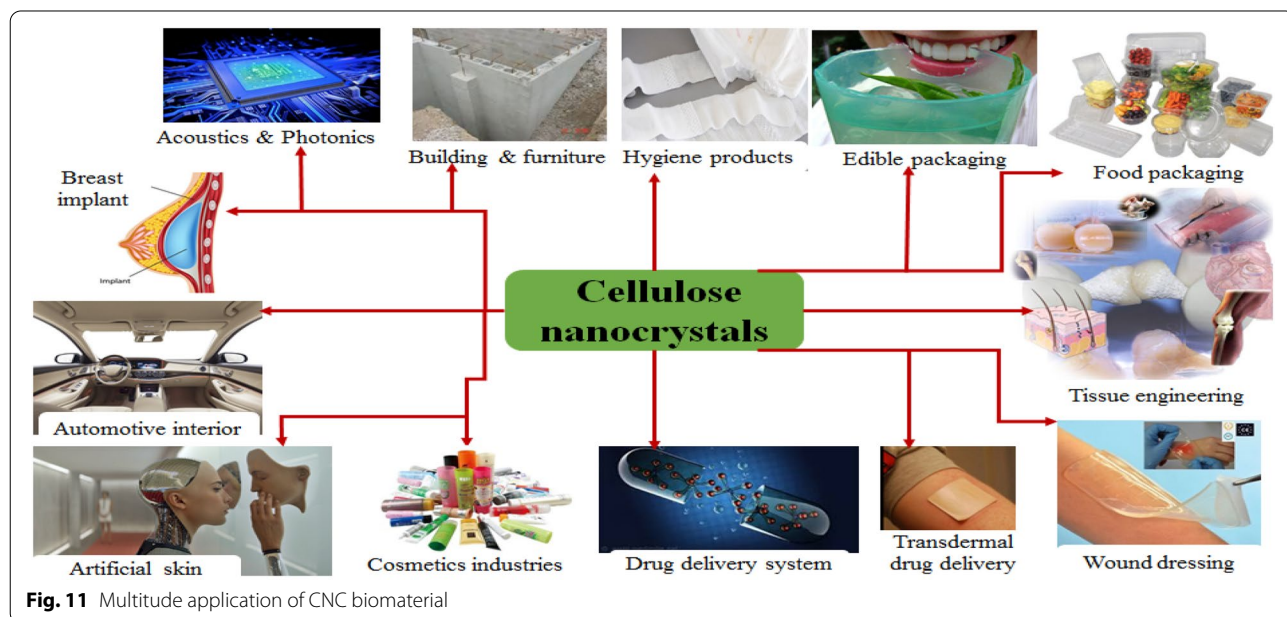 Acoustics & Photonics
Building & furniture
Hygiene products
Edible packaging
Food packaging
Breast
implant
Implant
Cellulose
nanocrystals
Automotive interior
Tissue engineering
Artificial skin
Cosmetics industries
Drug delivery system
Transdermal
drug delivery
Wound dressing
Fig. 11 Multitude application of CNC biomaterial